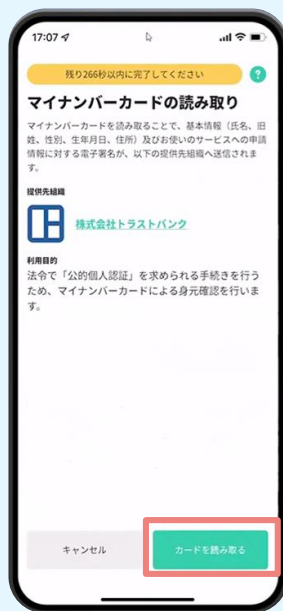 17:07
残り266秒以内に完了してください
?
マイナンバーカードの読み取り
マイナンバーカードを読み取ることで、基本情報（氏名、旧
姓、性別、生年月日、住所）及びお使いのサービスへの申請
情報に対する電子署名が、以下の提供先組織へ送信されま
す。
提供先組織
株式会社トラストバンク
利用目的
法令で「公的個人認証」を求められる手続きを行う
ため、マイナンバーカードによる身元確認を行いま
す。
キャンセル
カードを読み取る